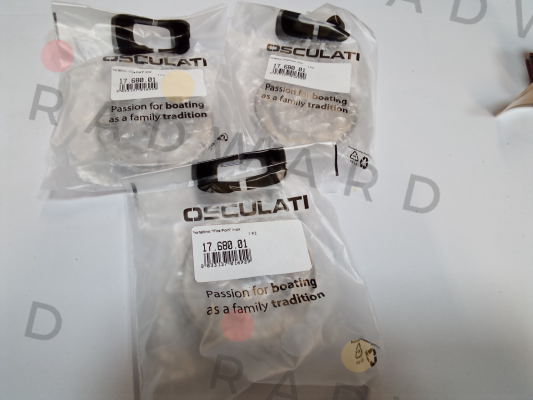 OSCULATI
17.680.01
Passion for boating
as a family tradition
OSCULATI
17.680.01
Passion for boating
as a family tradition
OSCULATI
17.680.01
Passion for boating
as a family tradition
RADWARD